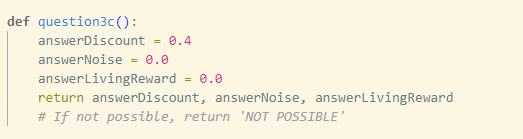 def question3c():
    answerDiscount = 0.4
    answerNoise = 0.0
    answerLivingReward = 0.0
    return answerDiscount, answerNoise, answerLivingReward
    # If not possible, return 'NOT POSSIBLE'